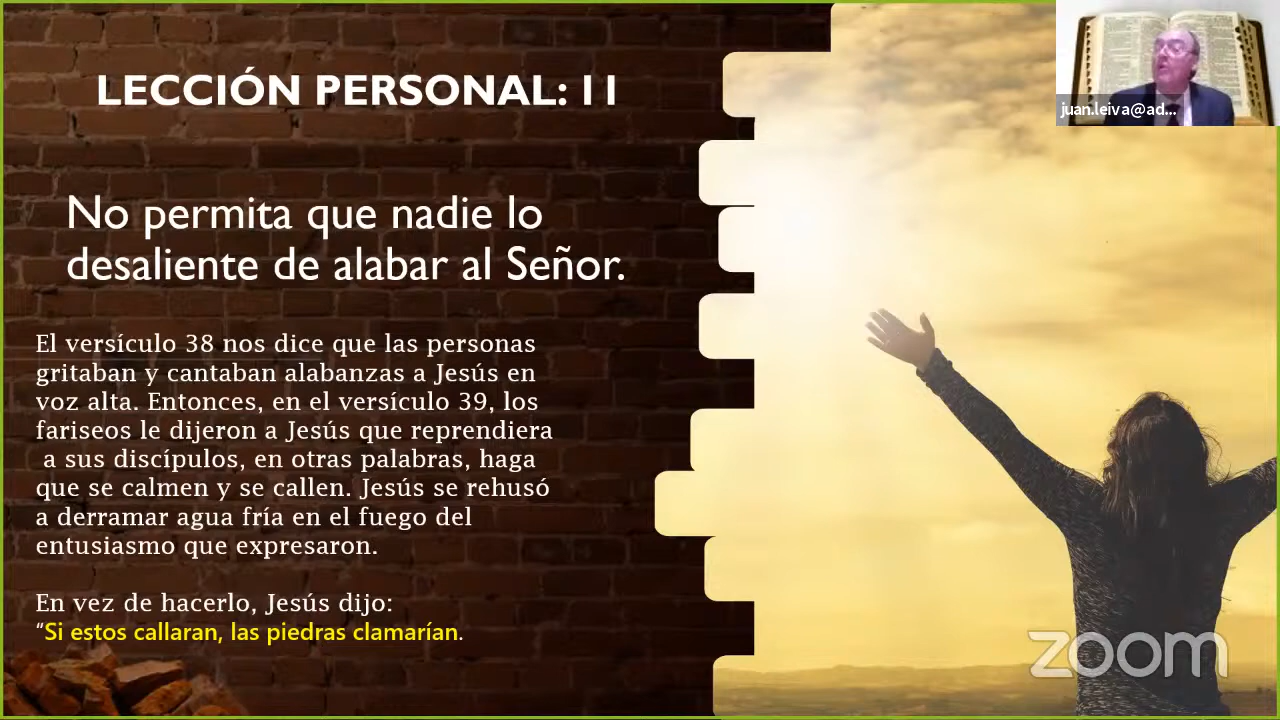 LECCIÓN PERSONAL: 11
No permita que nadie lo
desaliente de alabar al Señor.
El versículo 38 nos dice que las personas
gritaban y cantaban alabanzas a Jesús en
voz alta. Entonces, en el versículo 39, los
fariseos le dijeron a Jesús que reprendiera
a sus discípulos, en otras palabras, haga
que se calmen y se callen. Jesús se rehusó
a derramar agua fría en el fuego del
entusiasmo que expresaron.
En vez de hacerlo, Jesús dijo:
“Si estos callaran, las piedras clamarían.
juan.leiva@ad...
zoom